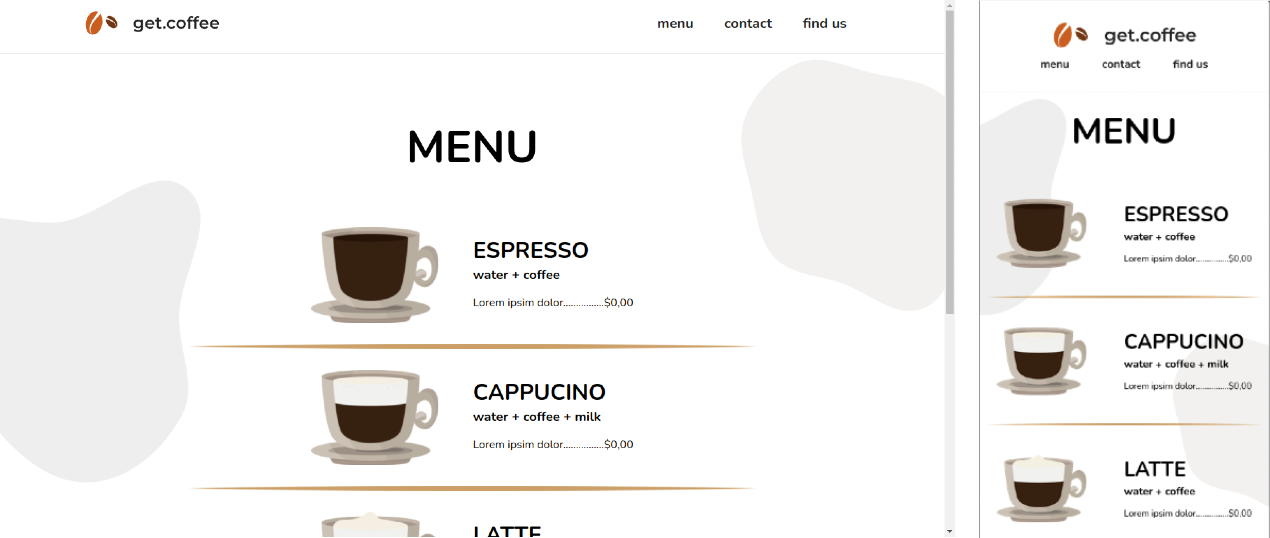 get.coffee
menu contact find us
MENU
ESPRESSO
water + coffee
Lorem ipsim dolor................$0,00
CAPPUCINO
water + coffee + milk
Lorem ipsim dolor................$0,00
LATTE
get.coffee
menu contact find us
MENU
ESPRESSO
water + coffee
Lorem ipsim dolor................$0,00
CAPPUCINO
water + coffee + milk
Lorem ipsim dolor................$0,00
LATTE
water + coffee
Lorem ipsim dolor................$0,00